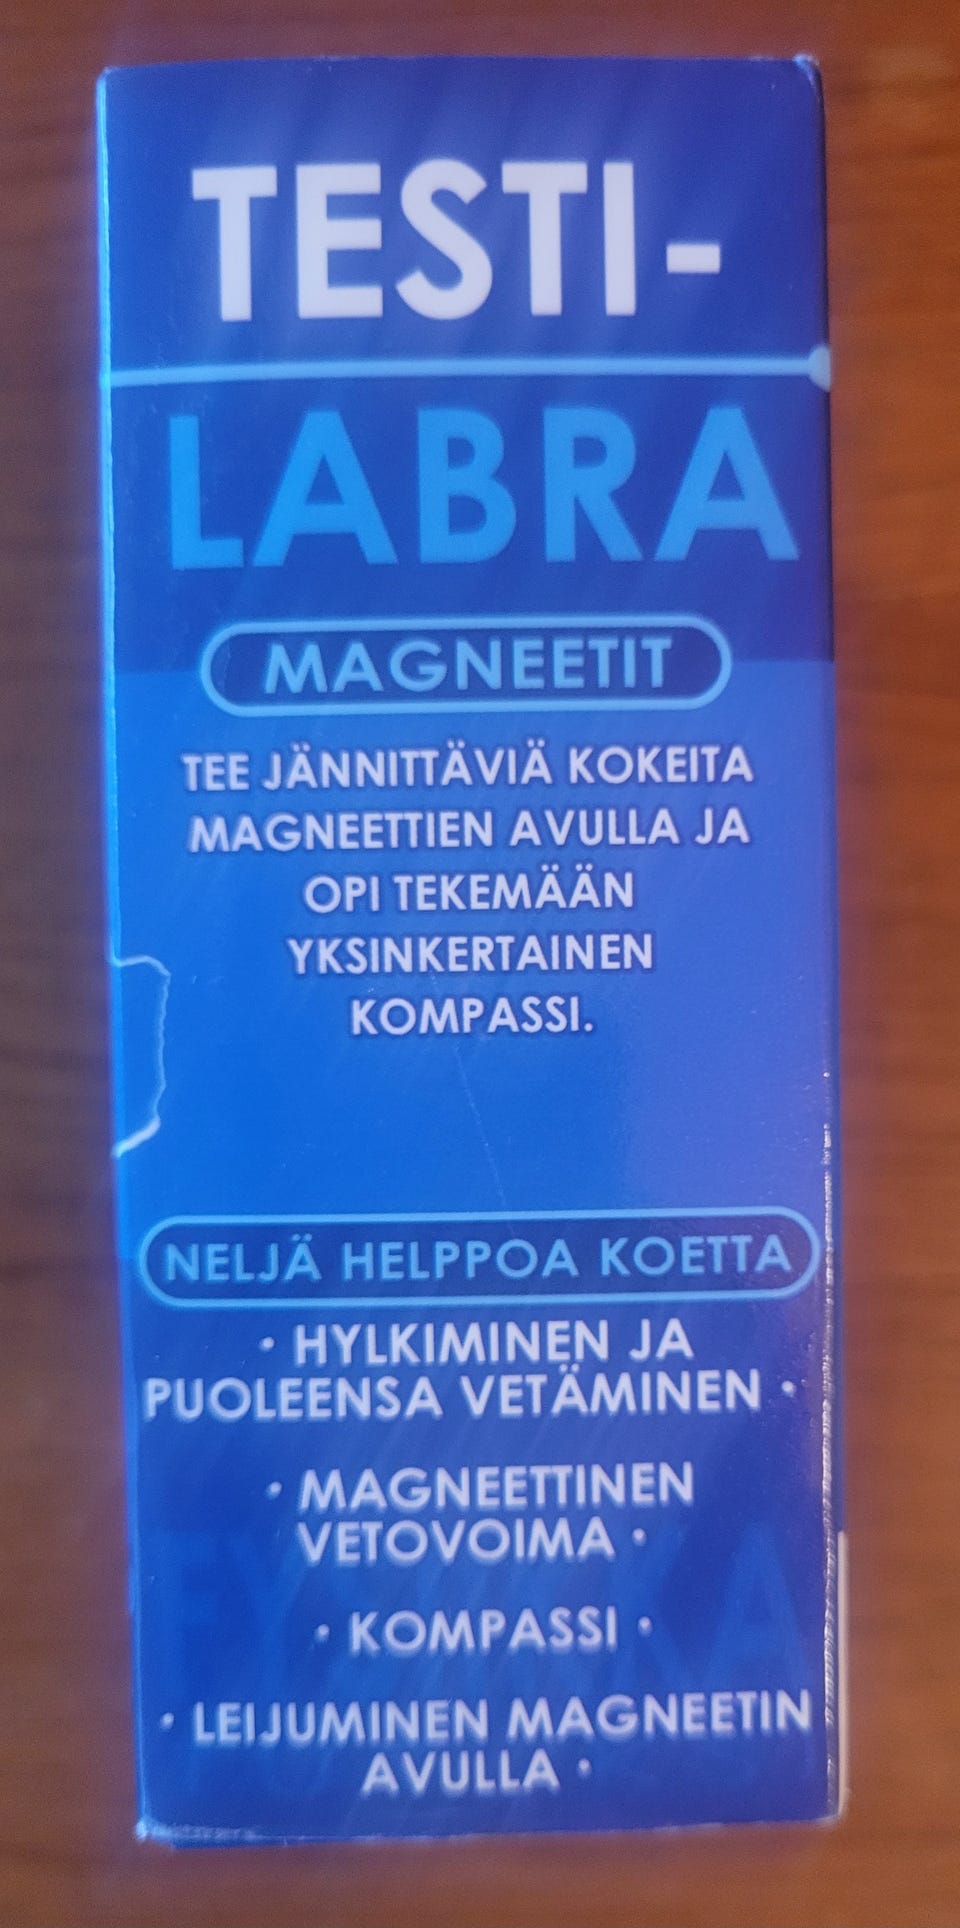 TESTI-
LABRA
MAGNEETIT
TEE JÄNNITTÄVIÄ KOKEITA
MAGNEETTIEN AVULLA JA
OPI TEKEMÄÄN
YKSINKERTAINEN
KOMPASSI.
NELJÄ HELPPOA KOETTA
· HYLKIMINEN JA
PUOLEENSA VETÄMINEN ·
· MAGNEETTINEN
VETOVOIMA ·
· KOMPASSI ·
· LEIJUMINEN MAGNEETIN
AVULLA ·